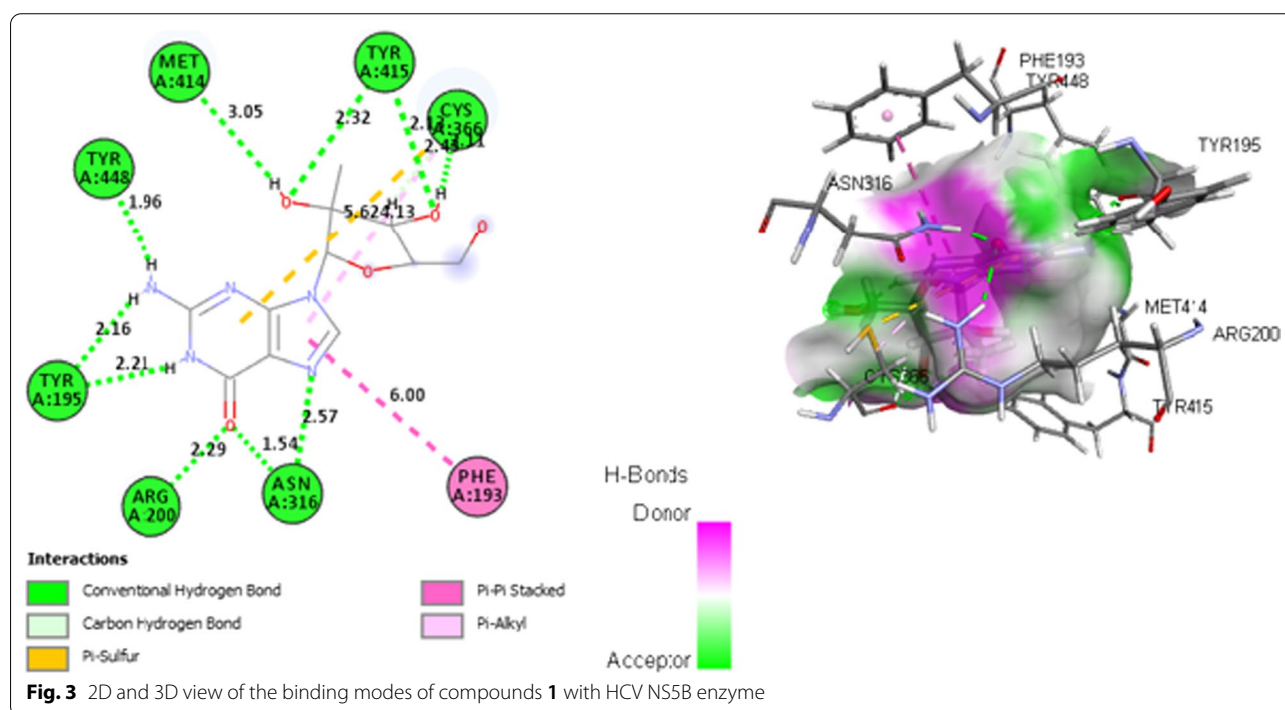 MET
A:414
TYR
A:415
CYS
A:366
3.05
2.32
TYR
A:448
1.96
H
H
H
5.62 4.13
O
O
O
O
H
H
N
N
N
2.16
2.21
H
N
N
TYR
A:195
O
2.57
6.00
2.29
1.54
ARG
A:200
ASN
A:316
PHE
A:193
Interactions
Conventional Hydrogen Bond
Carbon Hydrogen Bond
Pi-Sulfur
Pi-Pi Stacked
Pi-Alkyl
PHE193
TYR448
TYR195
ASN316
MET414
ARG200
CYS366
TYR415
H-Bonds
Donor
Acceptor
Fig. 3 2D and 3D view of the binding modes of compounds 1 with HCV NS5B enzyme